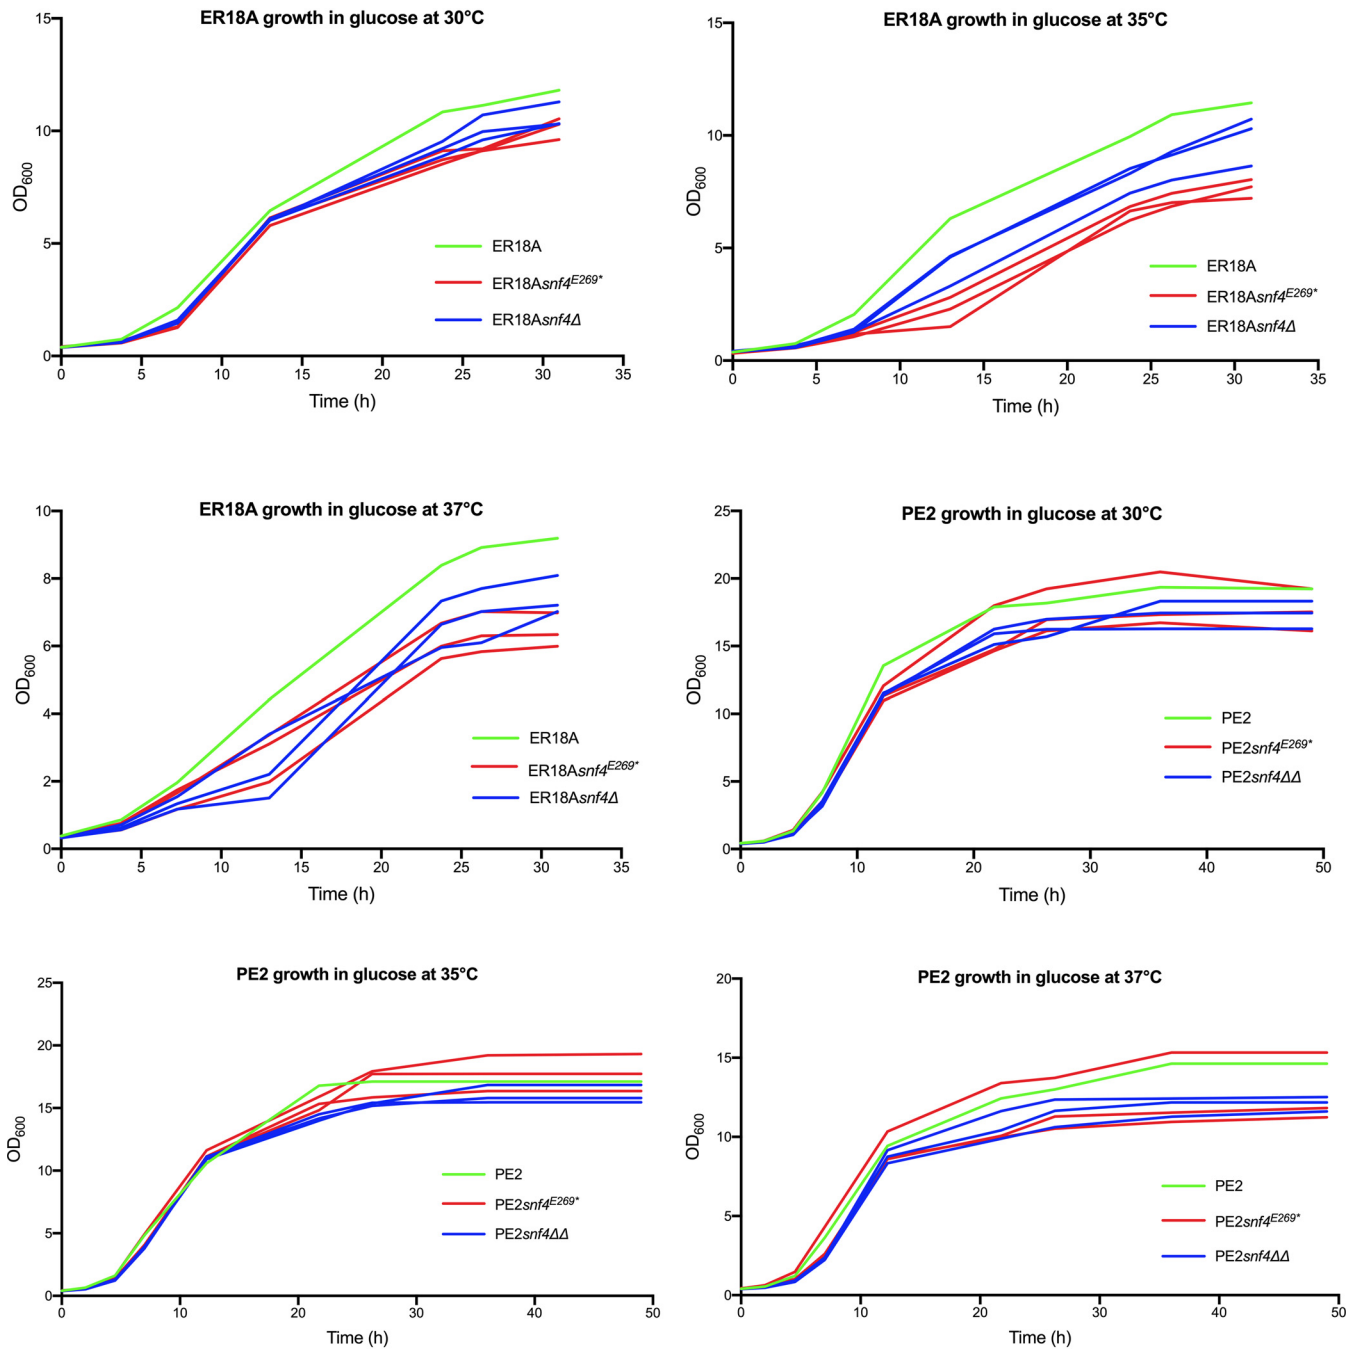 ER18A growth in glucose at 30°C
15
10
5
0
OD600
0 5 10 15 20 25 30 35
Time (h)
ER18A
ER18Asnf4E269*
ER18Asnf4Δ
ER18A growth in glucose at 35°C
15
10
5
0
OD600
0 5 10 15 20 25 30 35
Time (h)
ER18A
ER18Asnf4E269*
ER18Asnf4Δ
ER18A growth in glucose at 37°C
10
8
6
4
2
0
OD600
0 5 10 15 20 25 30 35
Time (h)
ER18A
ER18Asnf4E269*
ER18Asnf4Δ
PE2 growth in glucose at 30°C
25
20
15
10
5
0
OD600
0 10 20 30 40 50
Time (h)
PE2
PE2snf4E269*
PE2snf4ΔΔ
PE2 growth in glucose at 35°C
25
20
15
10
5
0
OD600
0 10 20 30 40 50
Time (h)
PE2
PE2snf4E269*
PE2snf4ΔΔ
PE2 growth in glucose at 37°C
20
15
10
5
0
OD600
0 10 20 30 40 50
Time (h)
PE2
PE2snf4E269*
PE2snf4ΔΔ